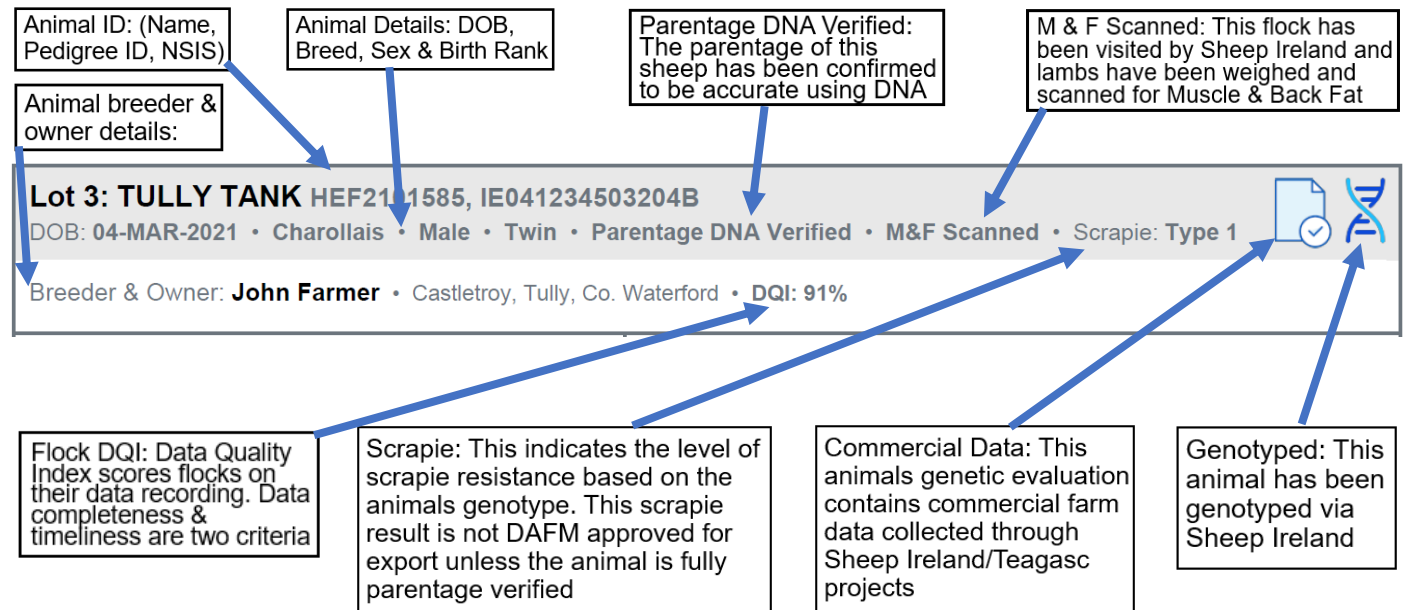 Animal ID: (Name,
Pedigree ID, NSIS)
Animal Details: DOB,
Breed, Sex & Birth Rank
Parentage DNA Verified:
The parentage of this
sheep has been confirmed
to be accurate using DNA
M & F Scanned: This flock has
been visited by Sheep Ireland and
lambs have been weighed and
scanned for Muscle & Back Fat
Animal breeder &
owner details:
Lot 3: TULLY TANK HEF2101585, IE041234503204B
DOB: 04-MAR-2021 • Charollais • Male • Twin • Parentage DNA Verified • M&F Scanned • Scrapie: Type 1
Breeder & Owner: John Farmer • Castletroy, Tully, Co. Waterford • DQI: 91%
Flock DQI: Data Quality
Index scores flocks on
their data recording. Data
completeness &
timeliness are two criteria
Scrapie: This indicates the level of
scrapie resistance based on the
animals genotype. This scrapie
result is not DAFM approved for
export unless the animal is fully
parentage verified
Commercial Data: This
animals genetic evaluation
contains commercial farm
data collected through
Sheep Ireland/Teagasc
projects
Genotyped: This
animal has been
genotyped via
Sheep Ireland